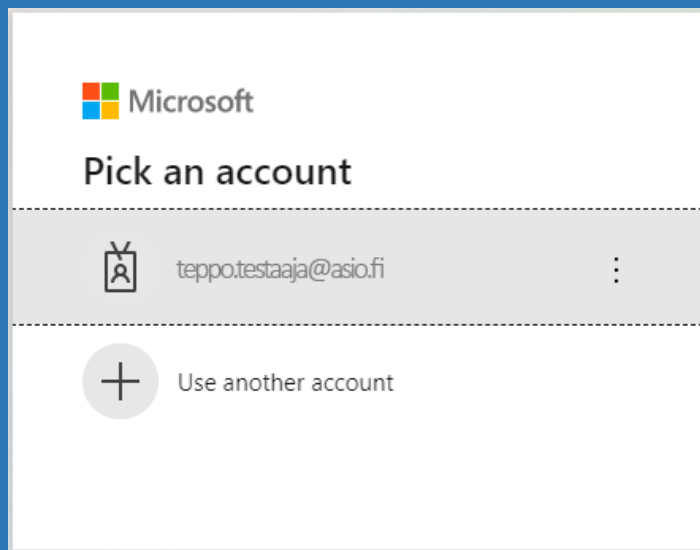 Microsoft
Pick an account
teppo.testaaja@asio.fi
Use another account